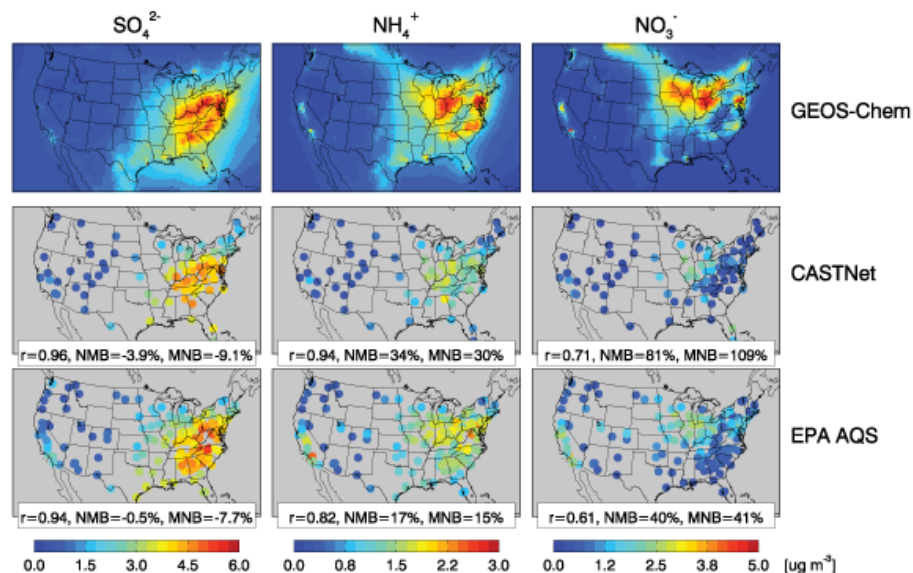 SO₄²⁻ NH₄⁺ NO₃⁻
GEOS-Chem
CASTNet
r=0.96, NMB=-3.9%, MNB=-9.1% r=0.94, NMB=34%, MNB=30% r=0.71, NMB=81%, MNB=109%
EPA AQS
r=0.94, NMB=-0.5%, MNB=-7.7% r=0.82, NMB=17%, MNB=15% r=0.61, NMB=40%, MNB=41%
0.0 1.5 3.0 4.5 6.0 0.0 0.8 1.6 2.2 3.0 0.0 1.2 2.5 3.8 5.0 [ug m⁻³]